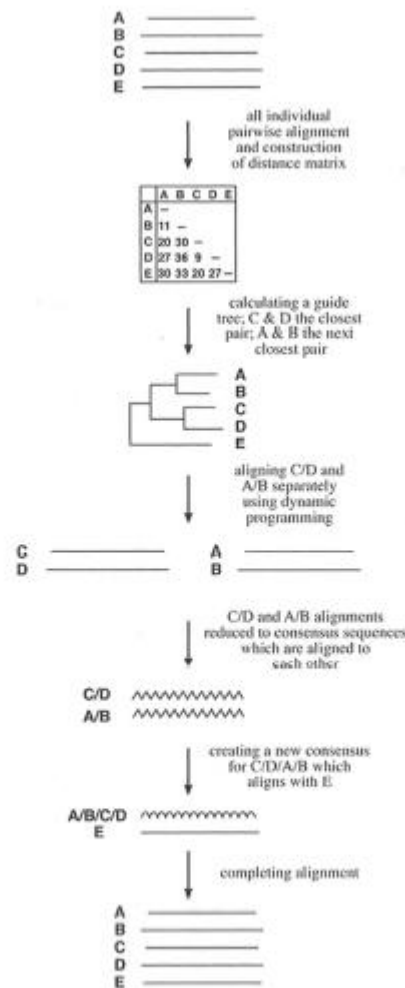 A
B
C
D
E
all individual
pairwise alignment
and construction
of distance matrix
A B C D E
A –
B 11 –
C 20 30 –
D 27 36 9 –
E 30 33 20 27 –
calculating a guide
tree; C & D the closest
pair; A & B the next
closest pair
A
B
C
D
E
aligning C/D and
A/B separately
using dynamic
programming
C A
D B
C/D and A/B alignments
reduced to consensus sequences
which are aligned to
each other
C/D
A/B
creating a new consensus
for C/D/A/B which
aligns with E
A/B/C/D
E
completing alignment
A
B
C
D
E